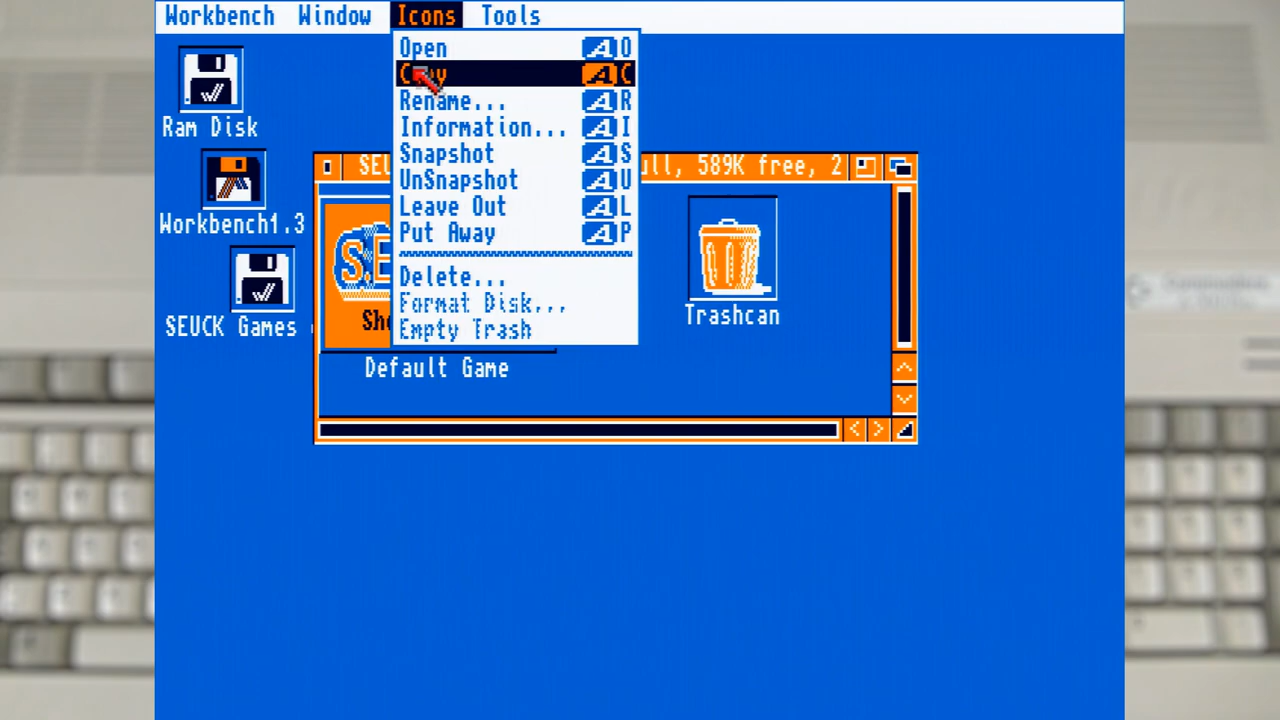 Workbench Window Icons Tools
Open A O
A C
Rename... A R
Information... A I
Snapshot A S
UnSnapshot A U
Leave Out A L
Put Away A P
Delete...
Format Disk...
Empty Trash
Ram Disk
Workbench1.3
SEUCK Games
589K free, 2
Trashcan
Default Game